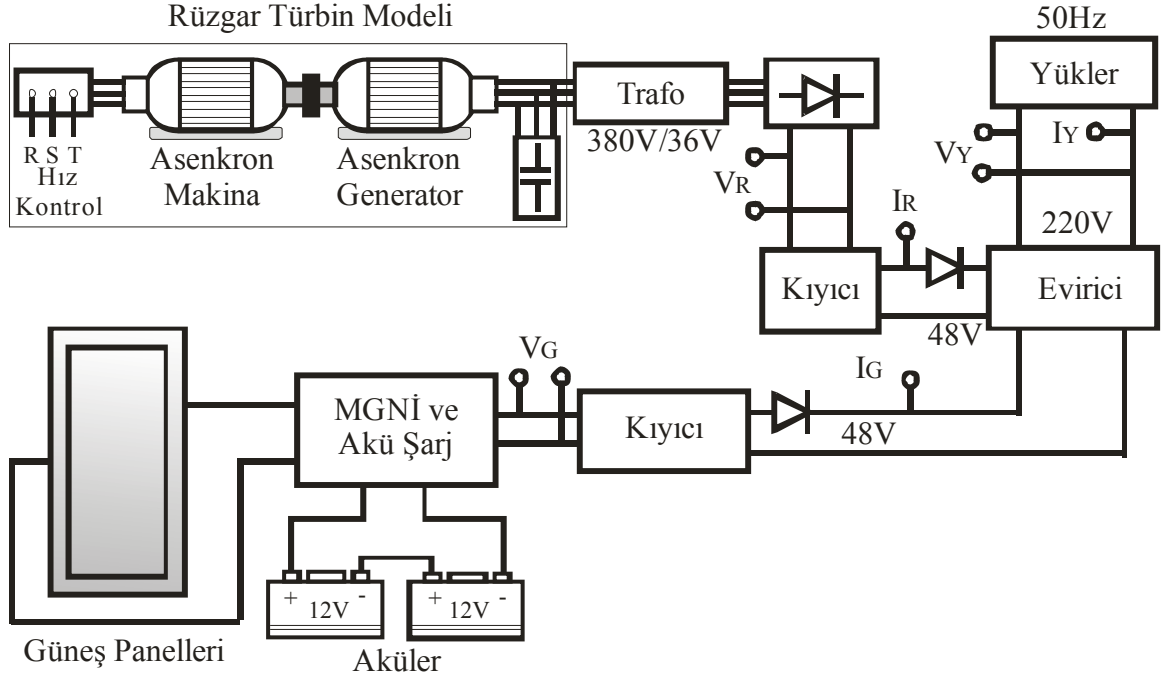 Rüzgar Türbin Modeli
50Hz
Yükler
Trafo
380V/36V
R S T
Hız
Kontrol
Asenkron
Makina
Asenkron
Generator
VR
VY
IY
IR
220V
Kıyıcı
Evirici
48V
VG
IG
MGNİ ve
Akü Şarj
Kıyıcı
48V
+ 12V -
+ 12V -
Güneş Panelleri
Aküler